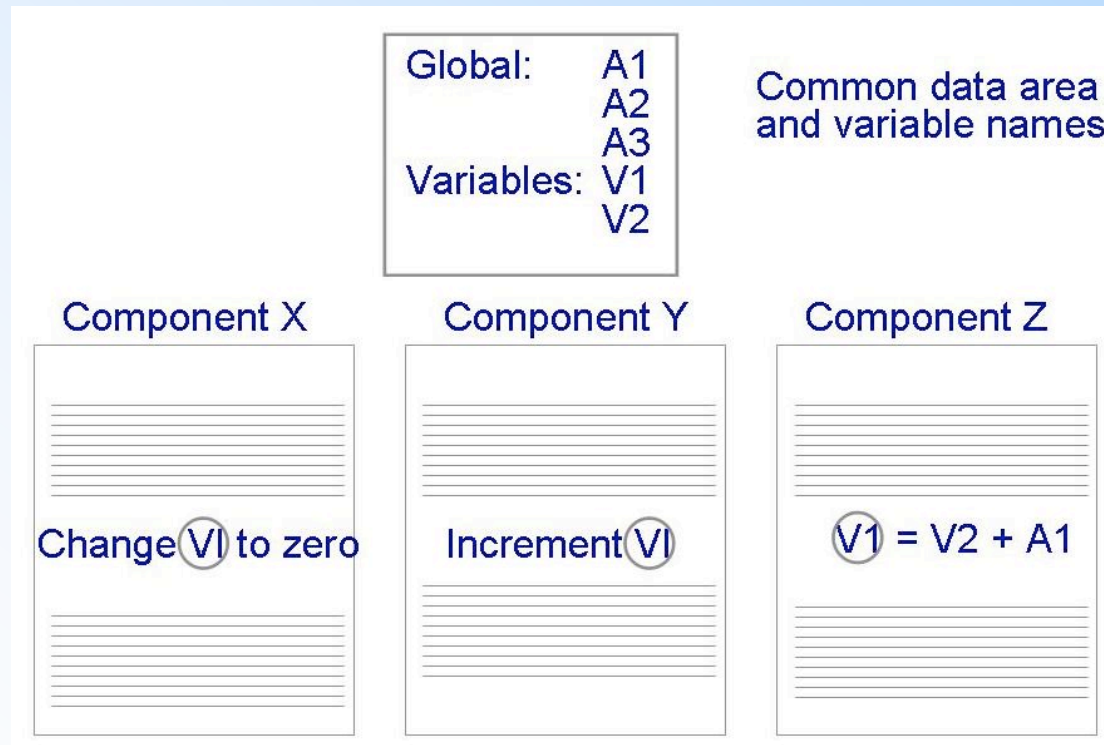 Global: A1
A2
A3
Variables: V1
V2
Common data area
and variable names
Component X
Component Y
Component Z
Change VI to zero
Increment VI
V1 = V2 + A1